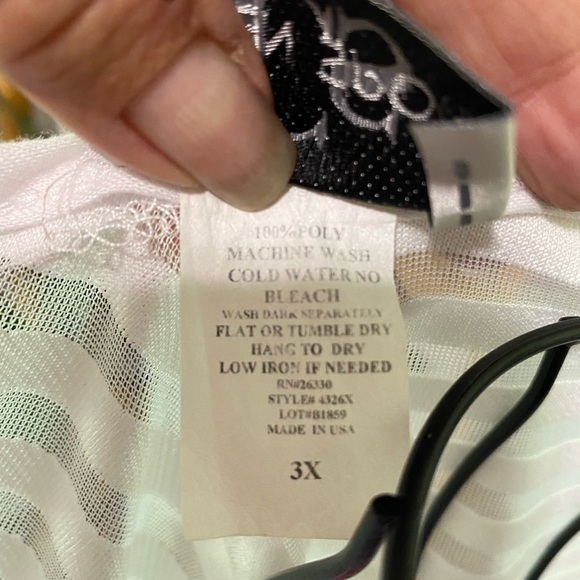 100% POLY
MACHINE WASH
COLD WATER NO
BLEACH
WASH DARK SEPARATELY
FLAT OR TUMBLE DRY
HANG TO DRY
LOW IRON IF NEEDED
RN#26330
STYLE# 4326X
LOT#B1859
MADE IN USA
3X